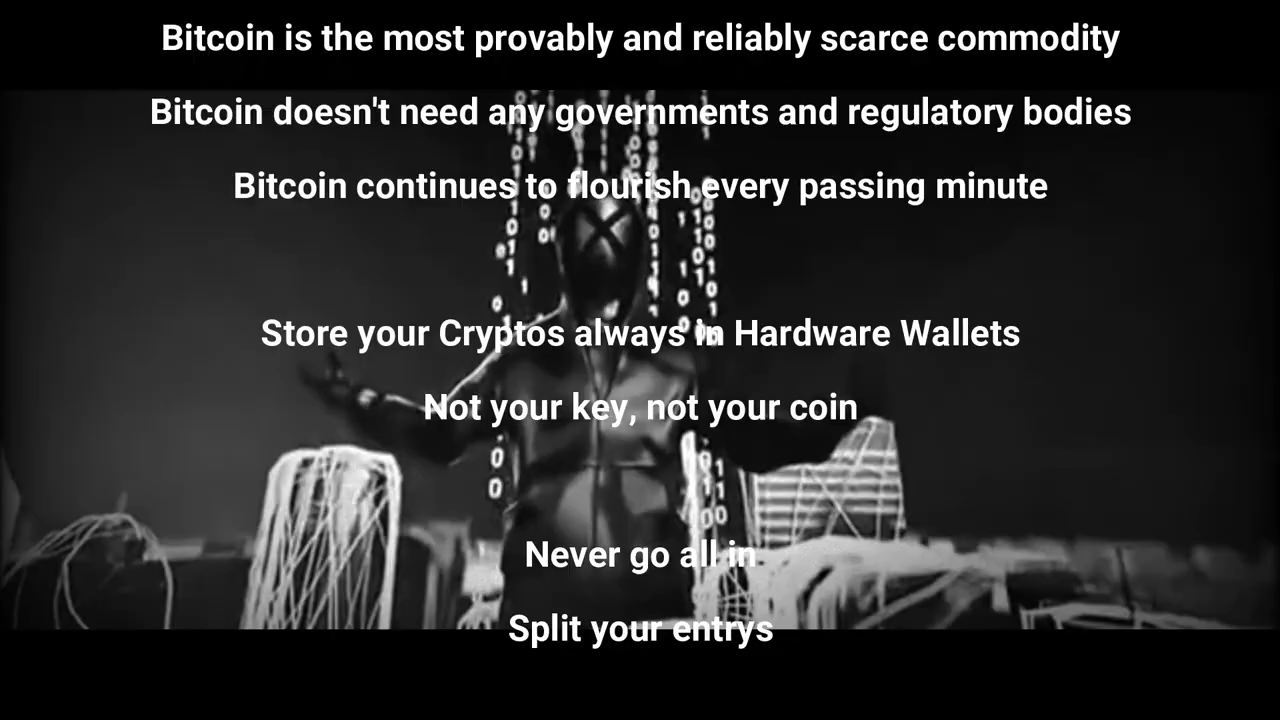 Bitcoin is the most provably and reliably scarce commodity
Bitcoin doesn't need any governments and regulatory bodies
Bitcoin continues to flourish every passing minute
Store your Cryptos always in Hardware Wallets
Not your key, not your coin
Never go all in
Split your entrys